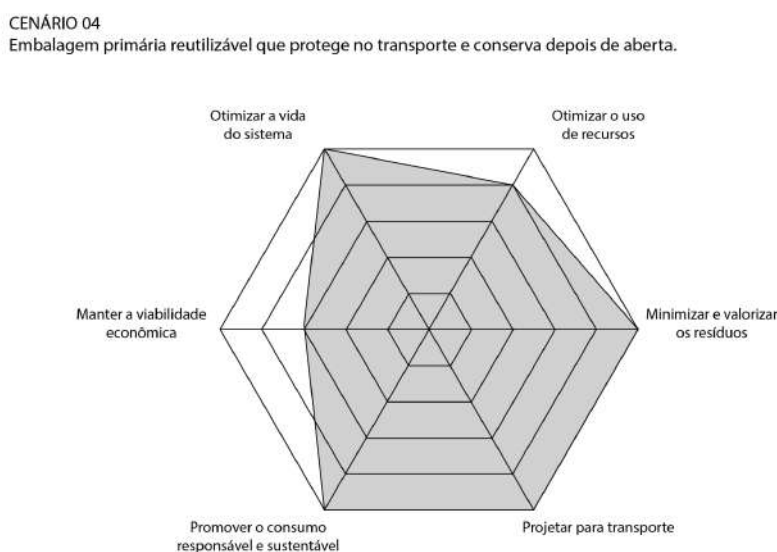 CENÁRIO 04
Embalagem primária reutilizável que protege no transporte e conserva depois de aberta.
Otimizar a vida
do sistema
Otimizar o uso
de recursos
Manter a viabilidade
econômica
Minimizar e valorizar
os resíduos
Promover o consumo
responsável e sustentável
Projetar para transporte